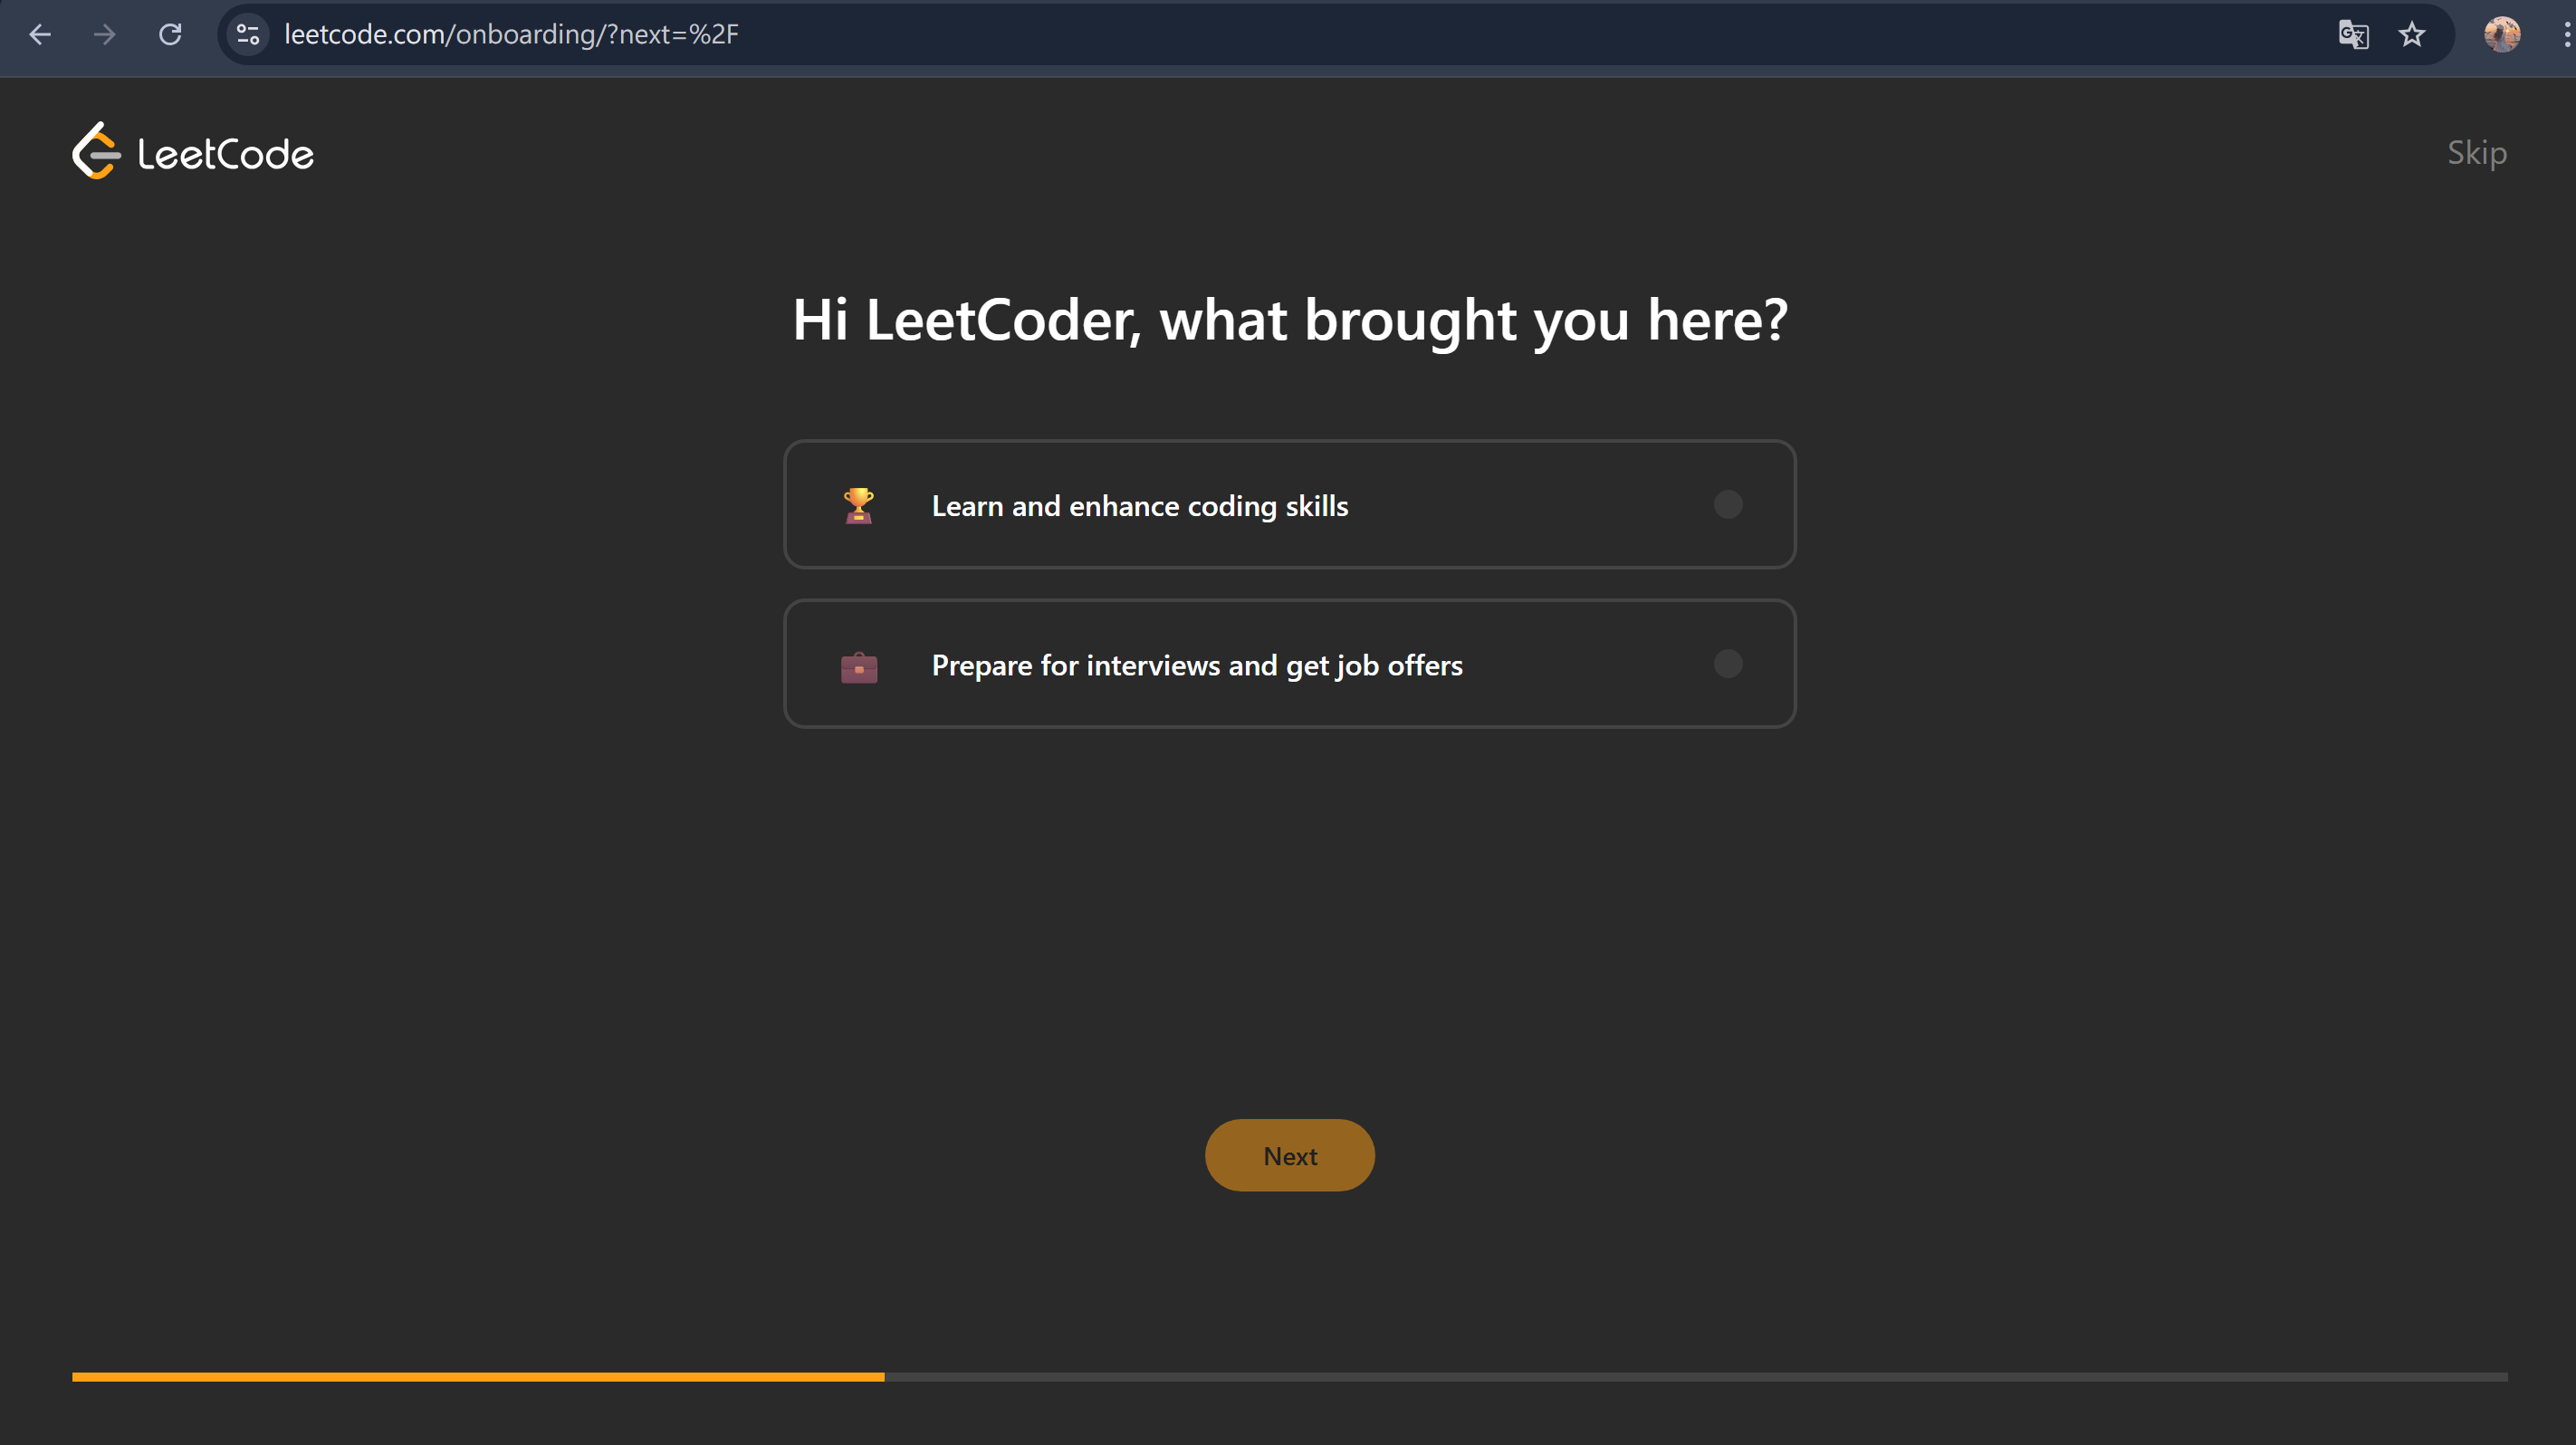 leetcode.com/onboarding/?next=%2F
LeetCode
Skip
Hi LeetCoder, what brought you here?
Learn and enhance coding skills
Prepare for interviews and get job offers
Next